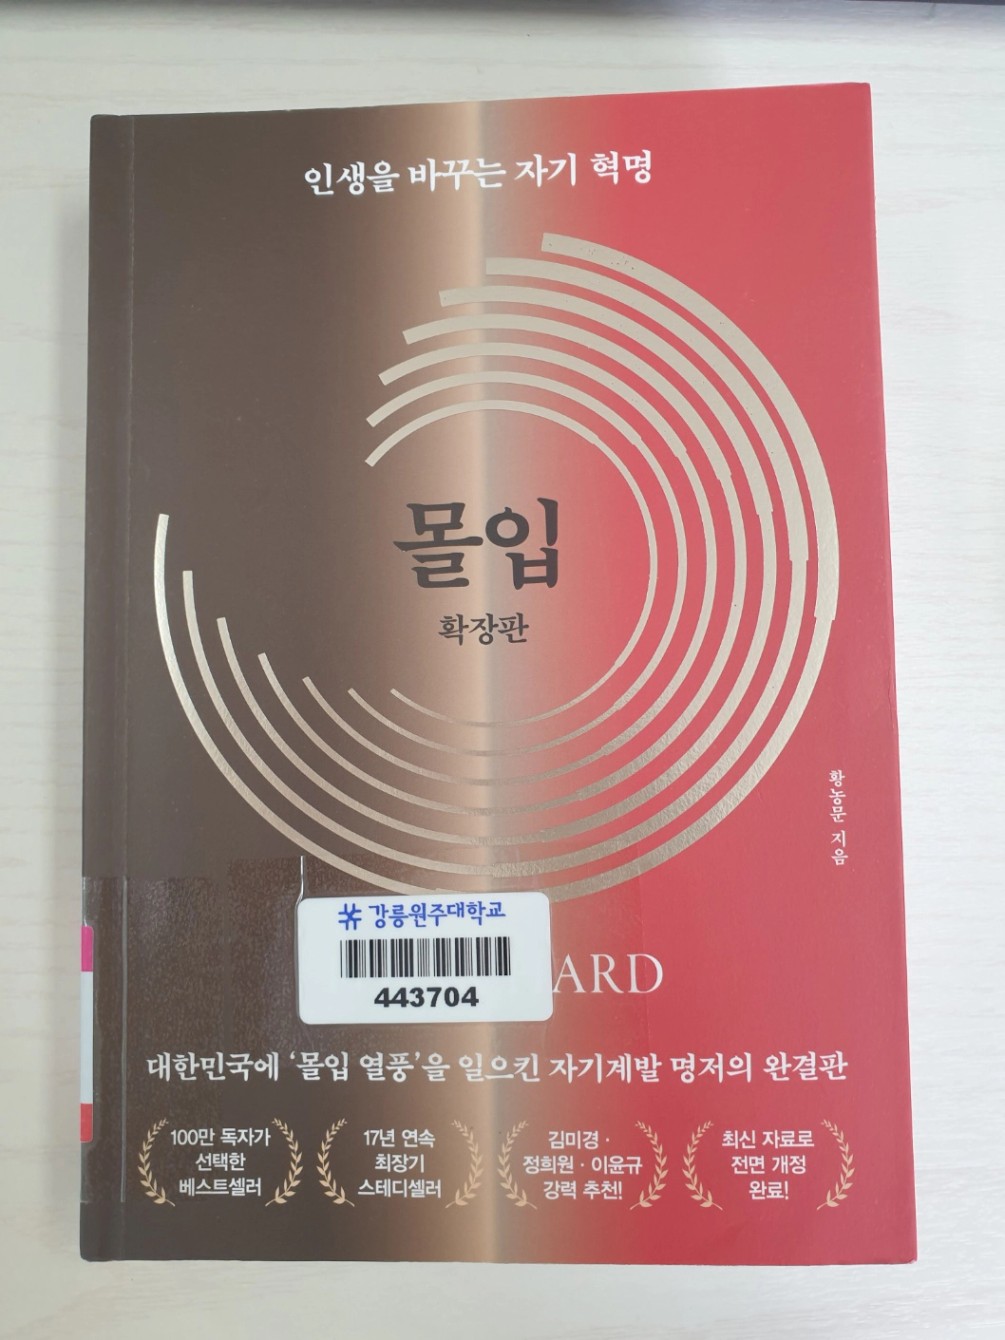 인생을 바꾸는 자기 혁명
몰입
확장판
황농문 지음
강릉원주대학교
443704
ARD
대한민국에 ‘몰입 열풍’을 일으킨 자기계발 명저의 완결판
100만 독자가
선택한
베스트셀러
17년 연속
최장기
스테디셀러
김미경 ·
정희원 · 이윤규
강력 추천!
최신 자료로
전면 개정
완료!